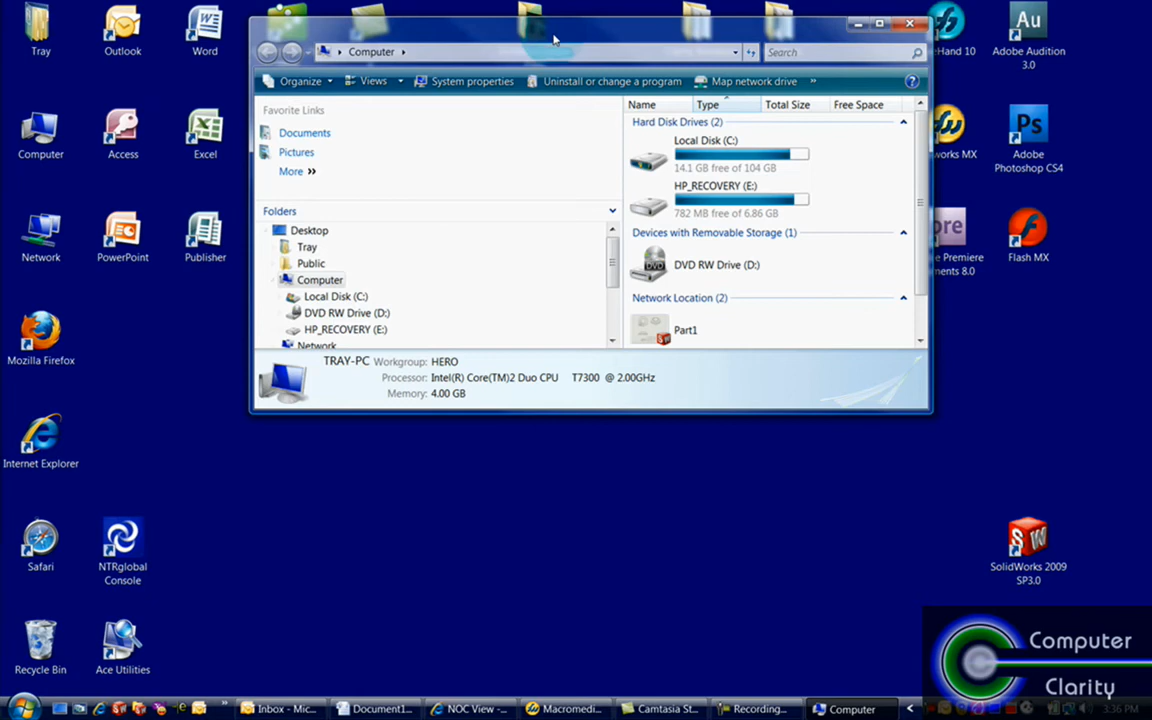 Tray
Outlook
Word
eHand 10
Adobe Audition
3.0
Computer
Access
Excel
orks MX
Adobe
Photoshop CS4
Network
PowerPoint
Publisher
e Premiere
ments 8.0
Flash MX
Mozilla Firefox
Internet Explorer
Safari
NTRglobal
Console
SolidWorks 2009
SP3.0
Recycle Bin
Ace Utilities
Computer
Search
Organize
Views
System properties
Uninstall or change a program
Map network drive
»
Favorite Links
Documents
Pictures
More »
Folders
Desktop
Tray
Public
Computer
Local Disk (C:)
DVD RW Drive (D:)
HP_RECOVERY (E:)
Network
Name Type Total Size Free Space
Hard Disk Drives (2)
Local Disk (C:)
14.1 GB free of 104 GB
HP_RECOVERY (E:)
782 MB free of 6.86 GB
Devices with Removable Storage (1)
DVD RW Drive (D:)
Network Location (2)
Part1
TRAY-PC Workgroup: HERO
Processor: Intel(R) Core(TM)2 Duo CPU T7300 @ 2.00GHz
Memory: 4.00 GB
Computer
Clarity
Inbox - Mic...
Document1...
NOC View -...
Macromedi...
Camtasia St...
Recording...
Computer
3:36 PM